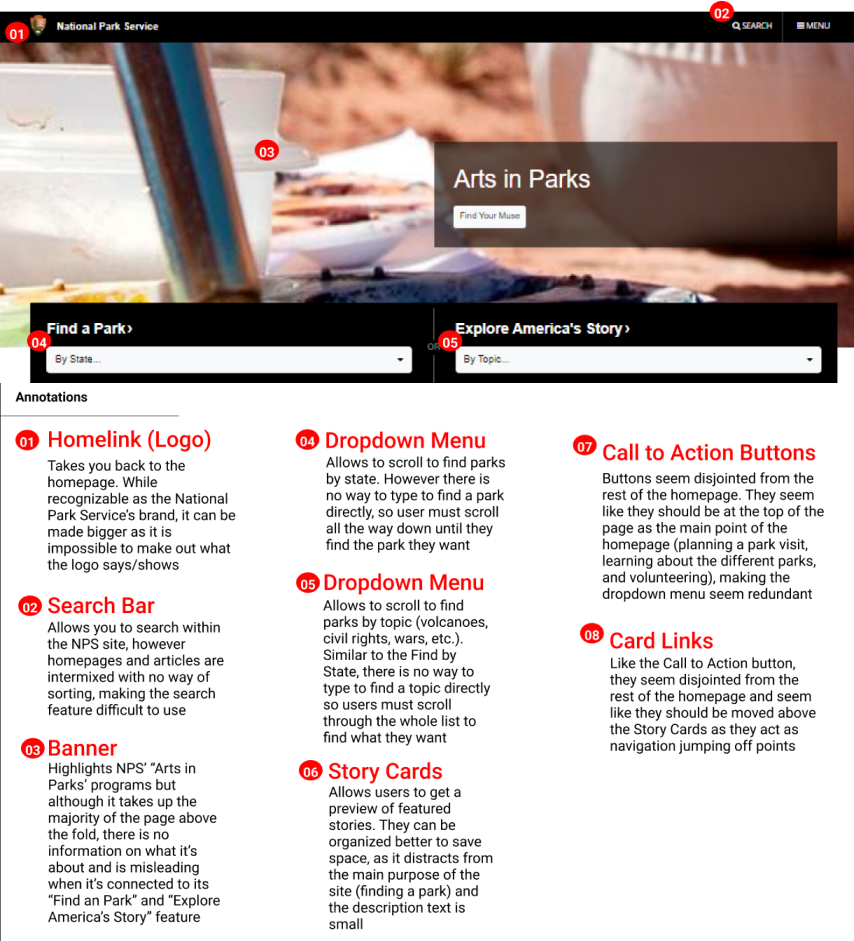 01
National Park Service
02
SEARCH
MENU
03
Arts in Parks
Find Your Muse
Find a Park›
04
By State...
OR
Explore America's Story›
05
By Topic...
Annotations
01 Homelink (Logo)
Takes you back to the
homepage. While
recognizable as the National
Park Service's brand, it can be
made bigger as it is
impossible to make out what
the logo says/shows
02 Search Bar
Allows you to search within
the NPS site, however
homepages and articles are
intermixed with no way of
sorting, making the search
feature difficult to use
03 Banner
Highlights NPS' “Arts in
Parks’ programs but
although it takes up the
majority of the page above
the fold, there is no
information on what it's
about and is misleading
when it's connected to its
“Find an Park” and “Explore
America's Story” feature
04 Dropdown Menu
Allows to scroll to find parks
by state. However there is
no way to type to find a park
directly, so user must scroll
all the way down until they
find the park they want
05 Dropdown Menu
Allows to scroll to find
parks by topic (volcanoes,
civil rights, wars, etc.).
Similar to the Find by
State, there is no way to
type to find a topic directly
so users must scroll
through the whole list to
find what they want
06 Story Cards
Allows users to get a
preview of featured
stories. They can be
organized better to save
space, as it distracts from
the main purpose of the
site (finding a park) and
the description text is
small
07 Call to Action Buttons
Buttons seem disjointed from the
rest of the homepage. They seem
like they should be at the top of the
page as the main point of the
homepage (planning a park visit,
learning about the different parks,
and volunteering), making the
dropdown menu seem redundant
08 Card Links
Like the Call to Action button,
they seem disjointed from the
rest of the homepage and seem
like they should be moved above
the Story Cards as they act as
navigation jumping off points